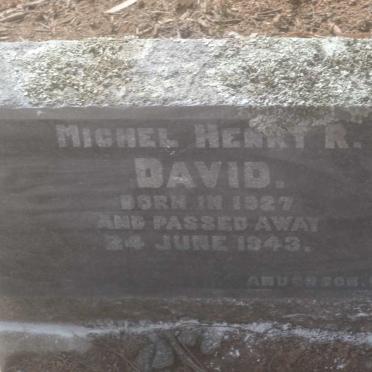 MICHEL HENRY R.
DAVID.
BORN IN 1927
AND PASSED AWAY
24 JUNE 1943.